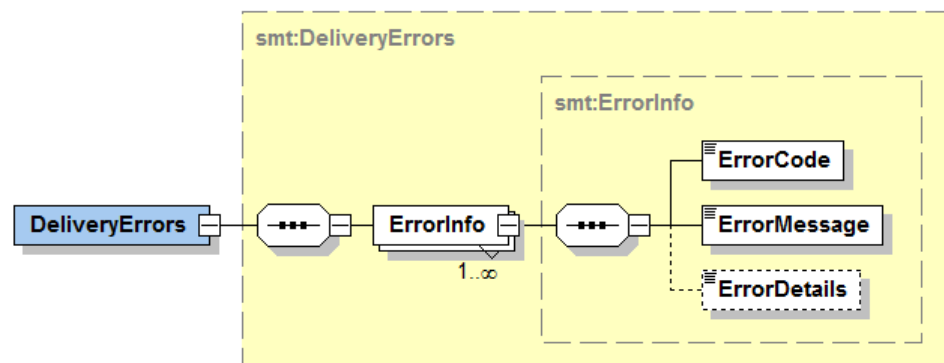 smt:DeliveryErrors
smt:ErrorInfo
ErrorCode
DeliveryErrors
ErrorInfo
ErrorMessage
1..∞
ErrorDetails